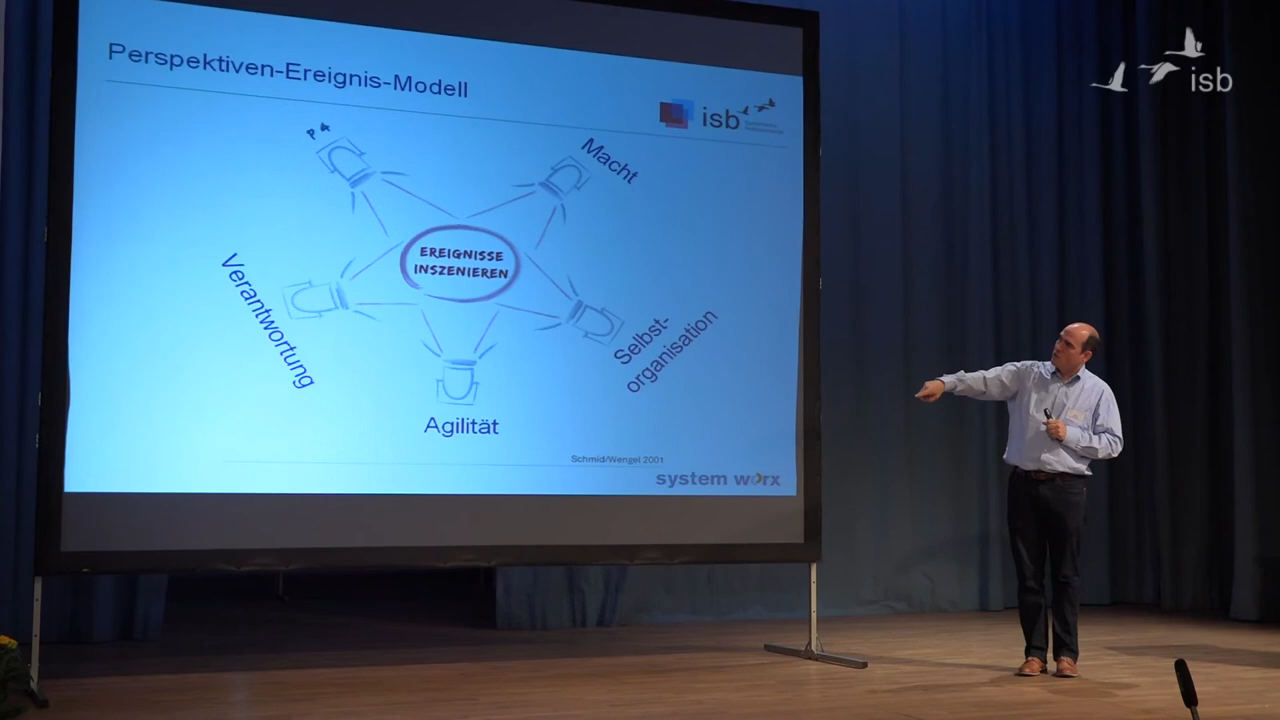 Perspektiven-Ereignis-Modell
isb
isb
P4
Macht
EREIGNISSE
INSZENIEREN
Verantwortung
Selbst-
organisation
Agilität
Schmid/Wengel 2001
system worx